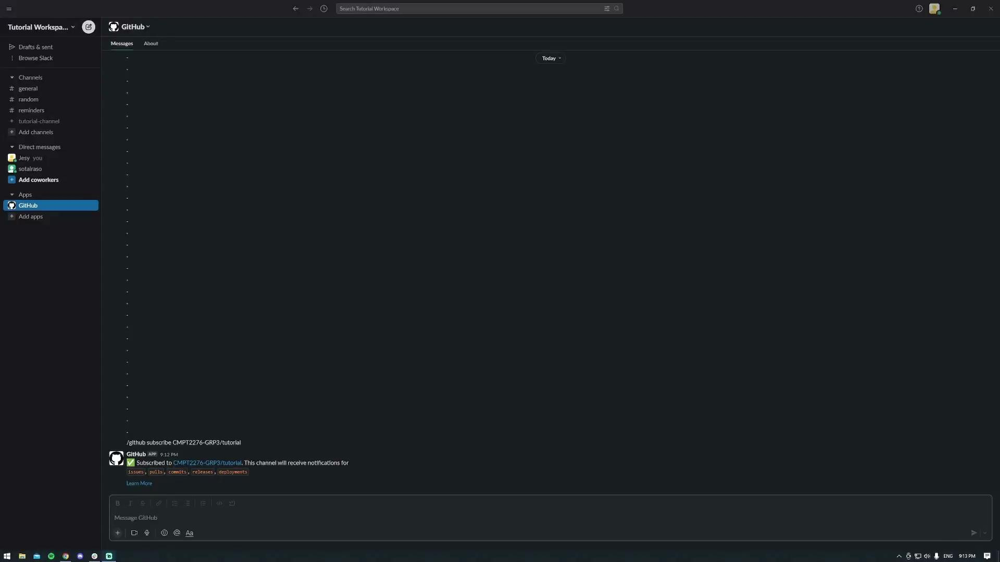 Search Tutorial Workspace
Tutorial Workspa...
GitHub
Messages
About
Drafts & sent
Browse Slack
Today
Channels
# general
# random
# reminders
+ tutorial-channel
+ Add channels
Direct messages
Jesy you
sotairaso
+ Add coworkers
Apps
GitHub
+ Add apps
/github subscribe CMPT2276-GRP3/tutorial
GitHub APP 9:12 PM
✅ Subscribed to CMPT2276-GRP3/tutorial. This channel will receive notifications for
issues, pulls, commits, releases, deployments
Learn More
Message GitHub
Aa
ENG 9:13 PM